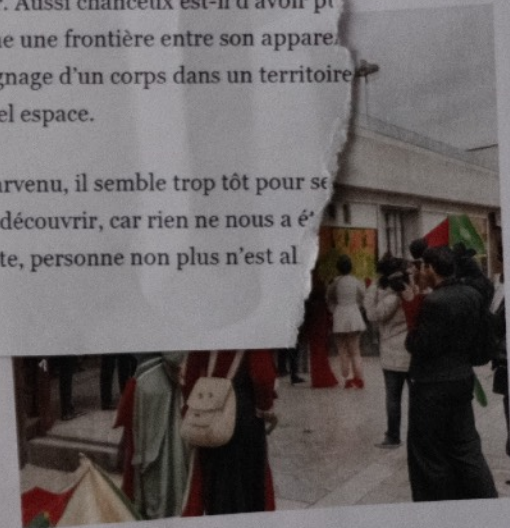 . Aussi chanceux est-il d'avoir
e une frontière entre son appare
gnage d'un corps dans un territoire
el espace.
arvenu, il semble trop tôt pour se
découvrir, car rien ne nous a é
te, personne non plus n'est al